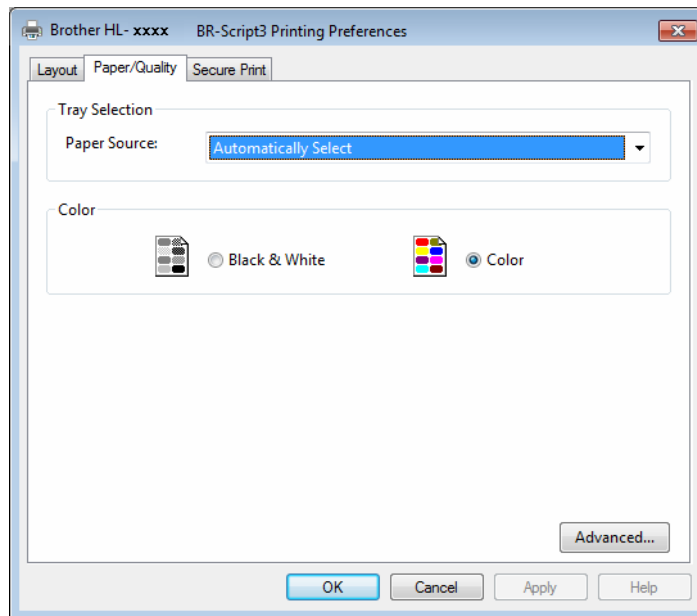 Brother HL- xxxx BR-Script3 Printing Preferences
Layout Paper/Quality Secure Print
Tray Selection
Paper Source: Automatically Select
Color
Black & White Color
Advanced...
OK Cancel Apply Help